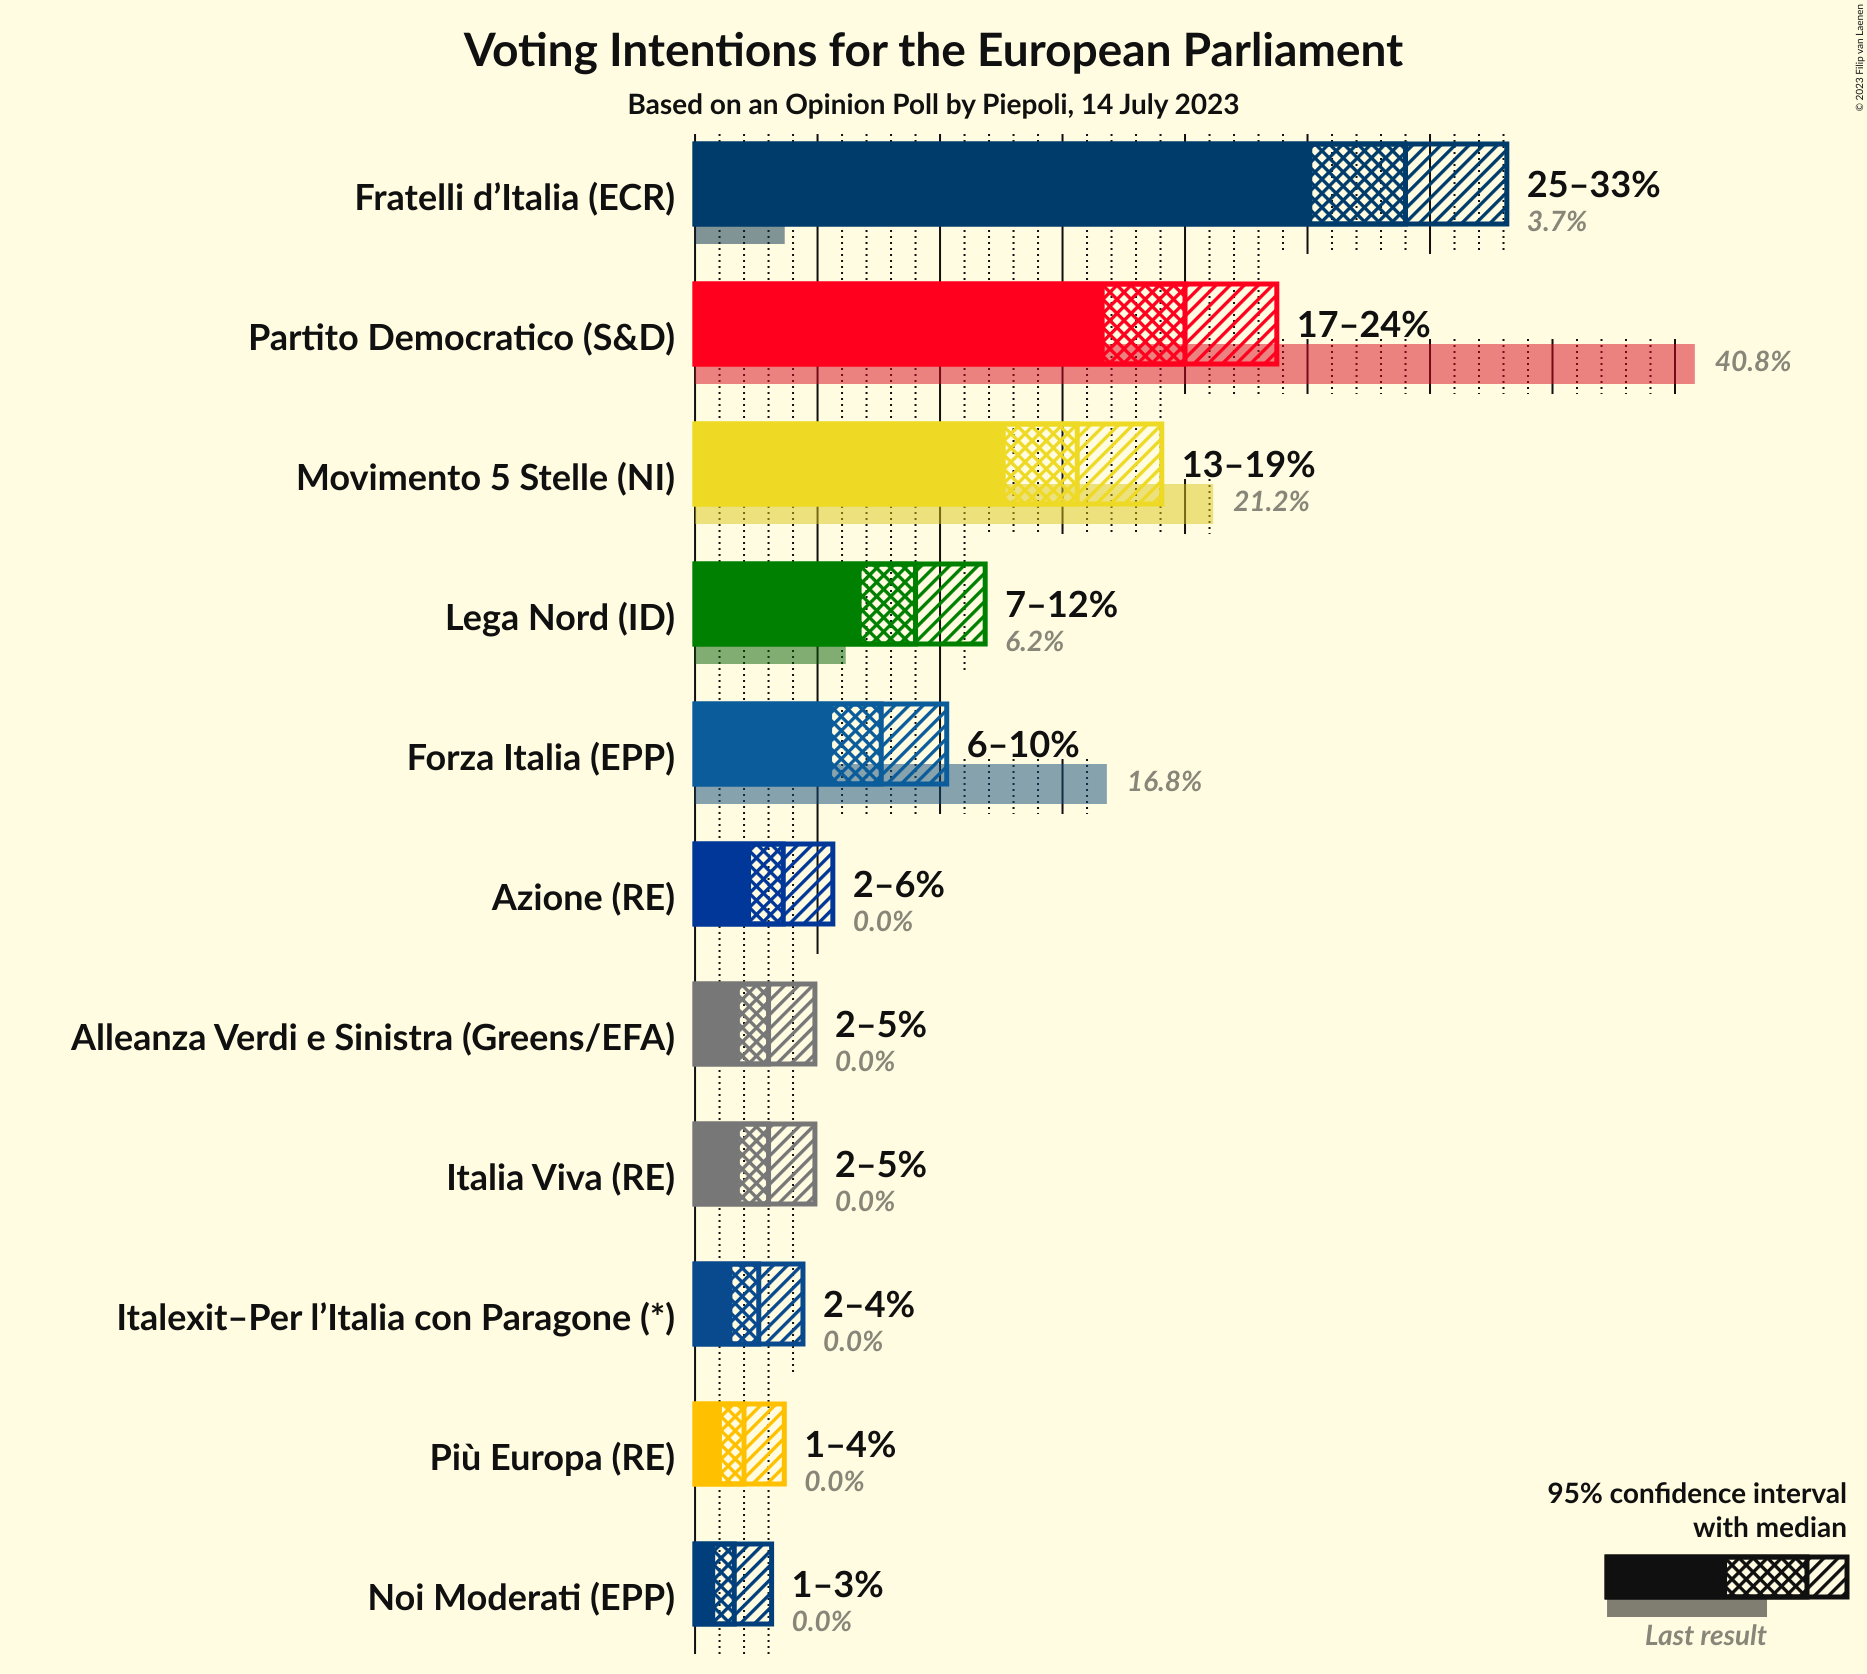 Voting Intentions for the European Parliament
Based on an Opinion Poll by Piepoli, 14 July 2023
© 2023 Filip van Laenen
Fratelli d’Italia (ECR)
25–33%
3.7%
Partito Democratico (S&D)
17–24%
40.8%
Movimento 5 Stelle (NI)
13–19%
21.2%
Lega Nord (ID)
7–12%
6.2%
Forza Italia (EPP)
6–10%
16.8%
Azione (RE)
2–6%
0.0%
Alleanza Verdi e Sinistra (Greens/EFA)
2–5%
0.0%
Italia Viva (RE)
2–5%
0.0%
Italexit–Per l’Italia con Paragone (*)
2–4%
0.0%
Più Europa (RE)
1–4%
0.0%
Noi Moderati (EPP)
1–3%
0.0%
95% confidence interval
with median
Last result